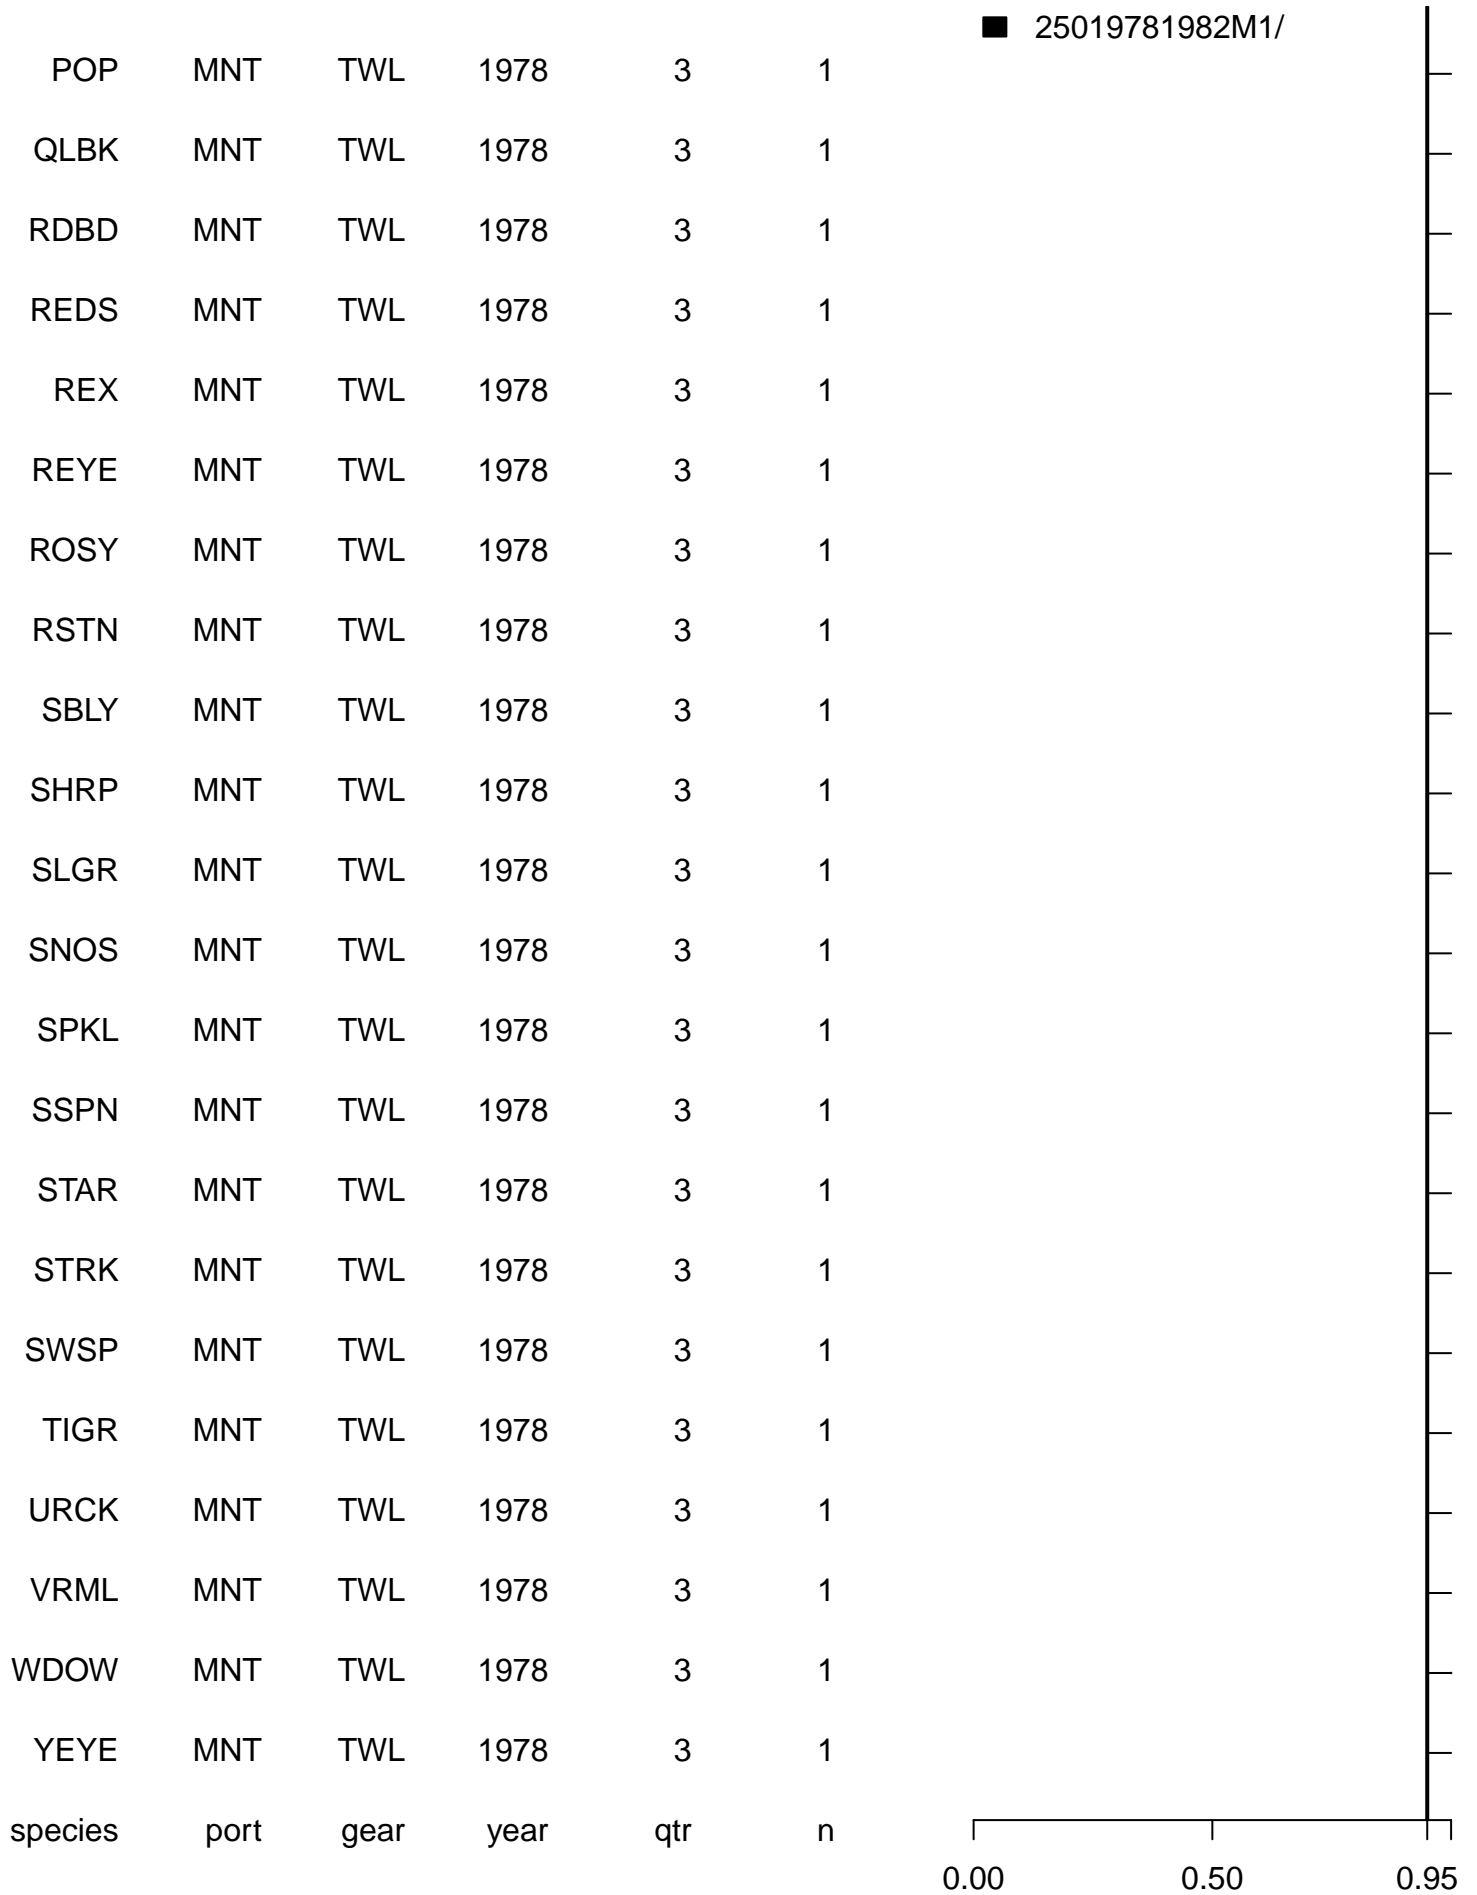 25019781982M1/
POP MNT TWL 1978 3 1
QLBK MNT TWL 1978 3 1
RDBD MNT TWL 1978 3 1
REDS MNT TWL 1978 3 1
REX MNT TWL 1978 3 1
REYE MNT TWL 1978 3 1
ROSY MNT TWL 1978 3 1
RSTN MNT TWL 1978 3 1
SBLY MNT TWL 1978 3 1
SHRP MNT TWL 1978 3 1
SLGR MNT TWL 1978 3 1
SNOS MNT TWL 1978 3 1
SPKL MNT TWL 1978 3 1
SSPN MNT TWL 1978 3 1
STAR MNT TWL 1978 3 1
STRK MNT TWL 1978 3 1
SWSP MNT TWL 1978 3 1
TIGR MNT TWL 1978 3 1
URCK MNT TWL 1978 3 1
VRML MNT TWL 1978 3 1
WDOW MNT TWL 1978 3 1
YEYE MNT TWL 1978 3 1
species port gear year qtr n
0.00 0.50 0.95